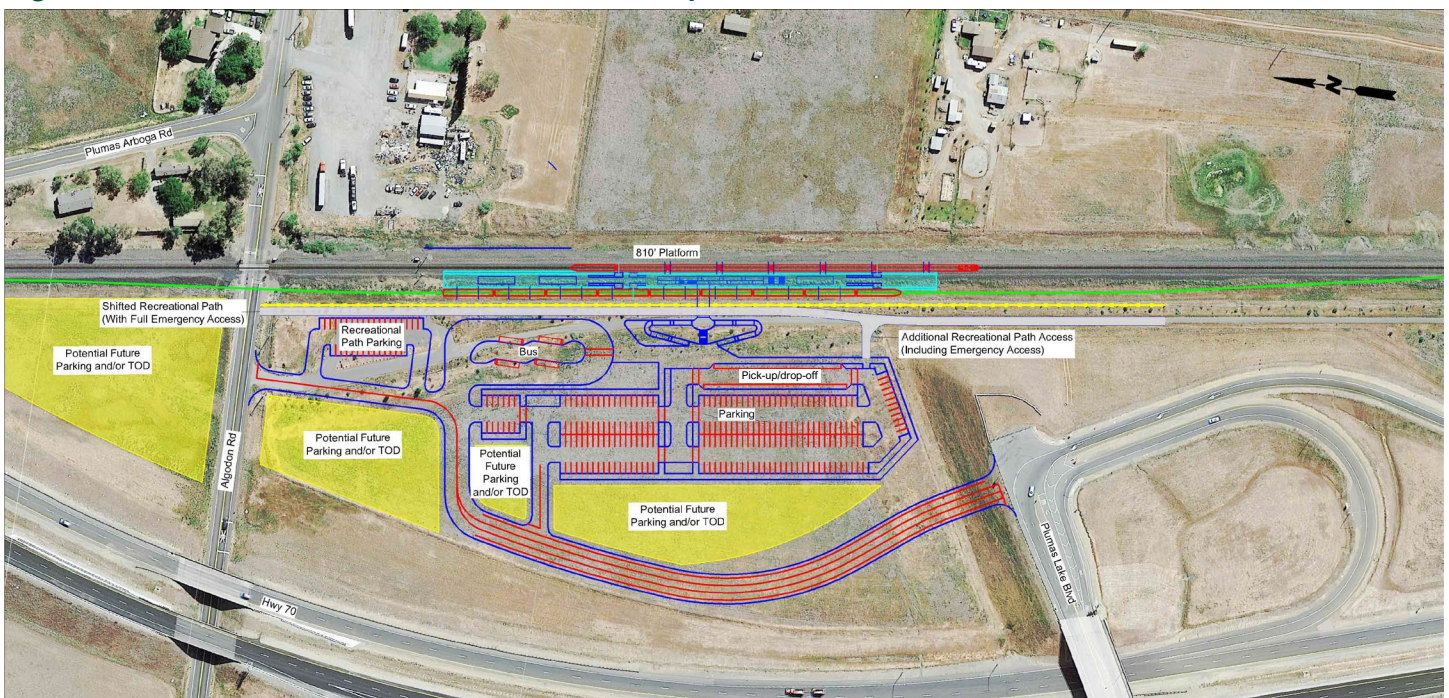 N
Plumas Arboga Rd
810' Platform
Shifted Recreational Path
(With Full Emergency Access)
Recreational
Path Parking
Bus
Additional Recreational Path Access
(Including Emergency Access)
Potential Future
Parking and/or TOD
Pick-up/drop-off
Parking
Potential Future
Parking and/or TOD
Potential
Future
Parking
and/or TOD
Potential Future
Parking and/or TOD
Algodon Rd
Plumas Lake Blvd
Hwy 70